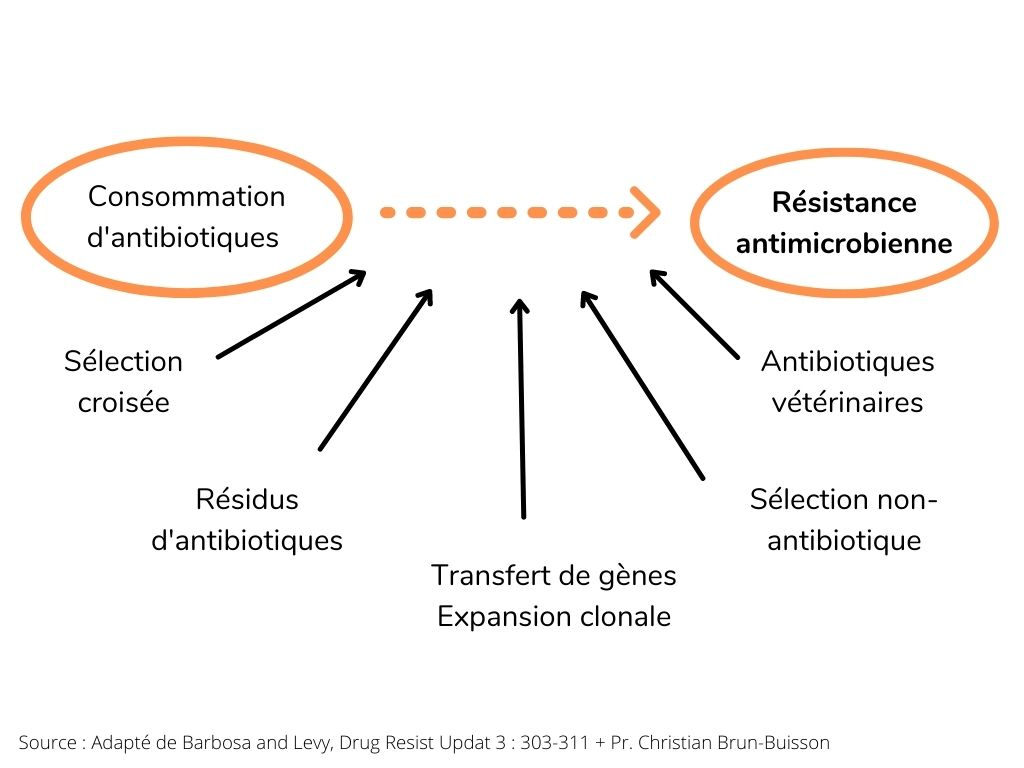 Consommation
d'antibiotiques
Résistance
antimicrobienne
Sélection
croisée
Antibiotiques
vétérinaires
Résidus
d'antibiotiques
Sélection non-
antibiotique
Transfert de gènes
Expansion clonale
Source : Adapté de Barbosa and Levy, Drug Resist Updat 3 : 303-311 + Pr. Christian Brun-Buisson